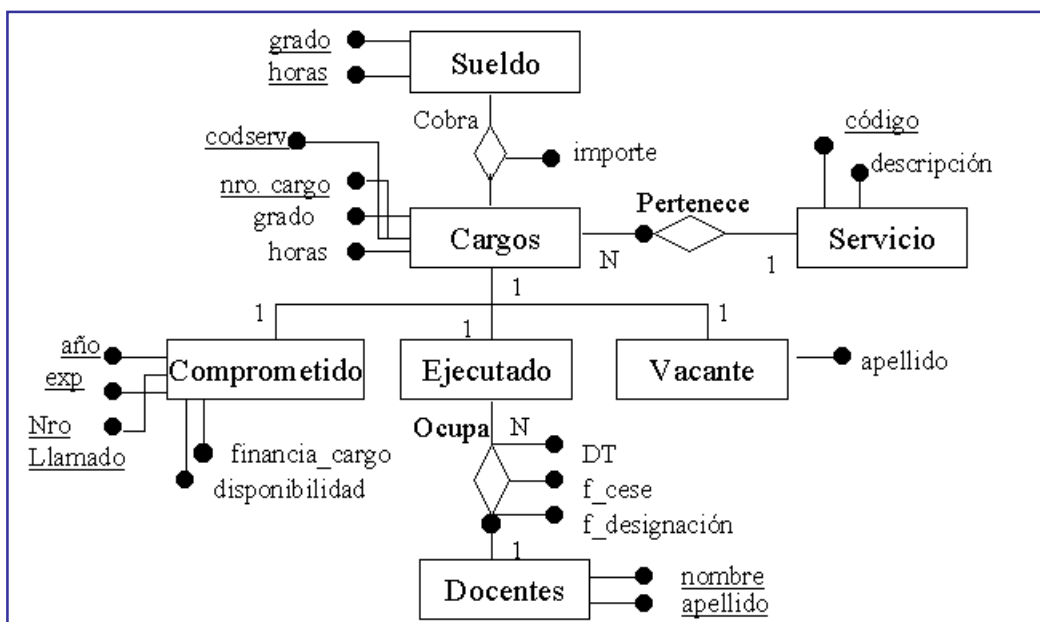 grado
horas
Sueldo
Cobra
importe
codserv
nro. cargo
grado
horas
Cargos
N
Pertenece
1
código
descripción
Servicio
1
1
1
1
año
exp
Nro
Llamado
Comprometido
financia_cargo
disponibilidad
Ejecutado
Vacante
apellido
Ocupa
N
DT
f_cese
f_designación
1
Docentes
nombre
apellido